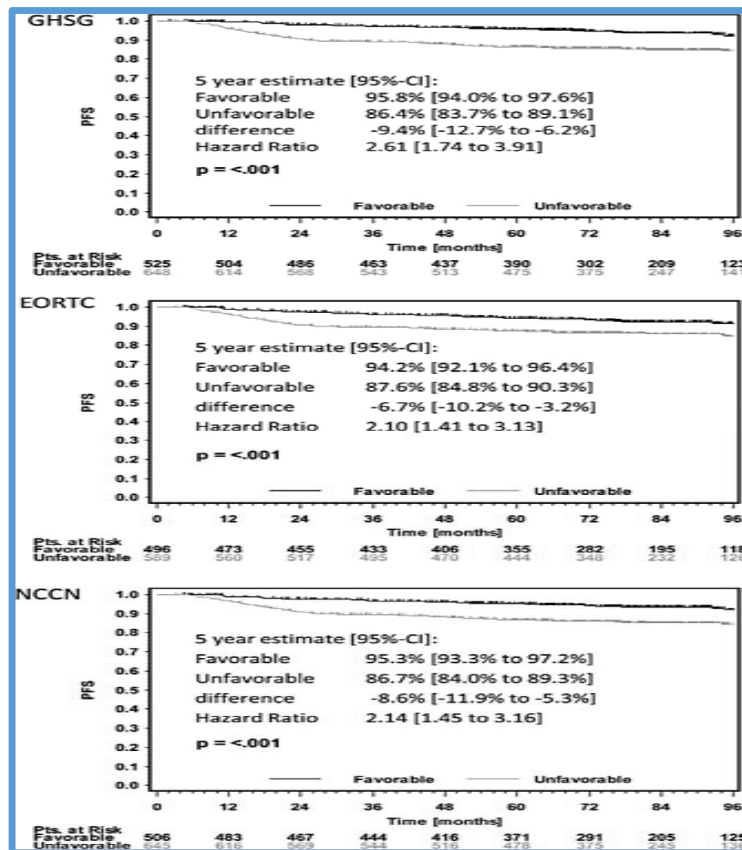 GHSG
1.0
0.9
0.8
0.7
0.6
0.5
0.4
0.3
0.2
0.1
0.0
PFS
5 year estimate [95%-CI]:
Favorable 95.8% [94.0% to 97.6%]
Unfavorable 86.4% [83.7% to 89.1%]
difference -9.4% [-12.7% to -6.2%]
Hazard Ratio 2.61 [1.74 to 3.91]
p = <.001
Favorable Unfavorable
0 12 24 36 48 60 72 84 96
Time [months]
Pts. at Risk
Favorable 525 504 486 463 437 390 302 209 123
Unfavorable 648 614 568 543 513 475 375 247 141
EORTC
1.0
0.9
0.8
0.7
0.6
0.5
0.4
0.3
0.2
0.1
0.0
PFS
5 year estimate [95%-CI]:
Favorable 94.2% [92.1% to 96.4%]
Unfavorable 87.6% [84.8% to 90.3%]
difference -6.7% [-10.2% to -3.2%]
Hazard Ratio 2.10 [1.41 to 3.13]
p = <.001
Favorable Unfavorable
0 12 24 36 48 60 72 84 96
Time [months]
Pts. at Risk
Favorable 496 473 455 433 406 355 282 195 118
Unfavorable 589 560 517 495 470 444 348 232
NCCN
1.0
0.9
0.8
0.7
0.6
0.5
0.4
0.3
0.2
0.1
0.0
PFS
5 year estimate [95%-CI]:
Favorable 95.3% [93.3% to 97.2%]
Unfavorable 86.7% [84.0% to 89.3%]
difference -8.6% [-11.9% to -5.3%]
Hazard Ratio 2.14 [1.45 to 3.16]
p = <.001
Favorable Unfavorable
0 12 24 36 48 60 72 84 96
Time [months]
Pts. at Risk
Favorable 506 483 467 444 416 371 291 205 125
Unfavorable 645 616 569 544 516 478 375 245